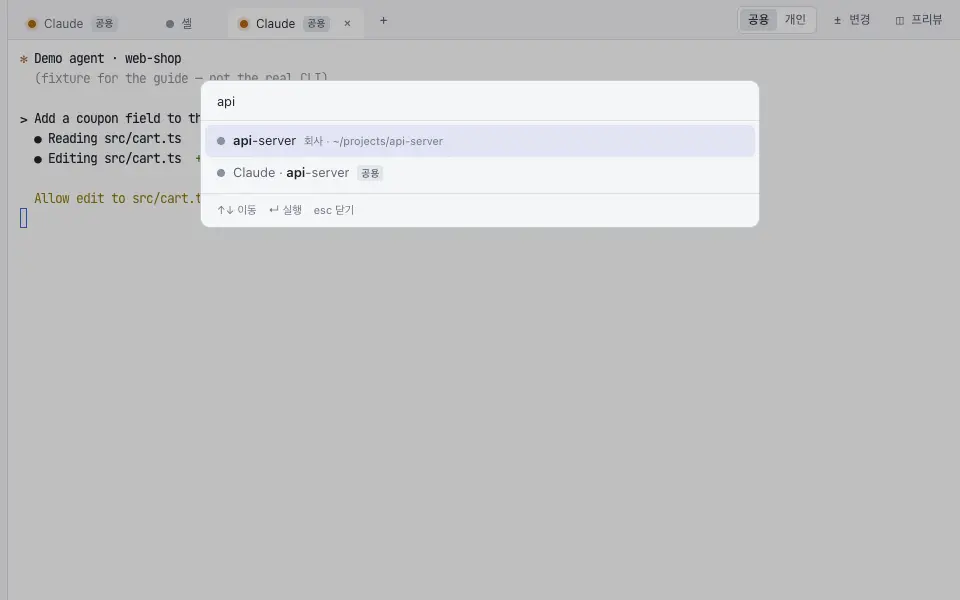 Claude 공용 셸 Claude 공용 × + 공용 개인 ± 변경 프리뷰
* Demo agent · web-shop
(fixture for the guide — not the real CLI)
> Add a coupon field to th
● Reading src/cart.ts
● Editing src/cart.ts +
Allow edit to src/cart.t
api
api-server 회사 · ~/projects/api-server
Claude · api-server 공용
↑↓ 이동 ↵ 실행 esc 닫기